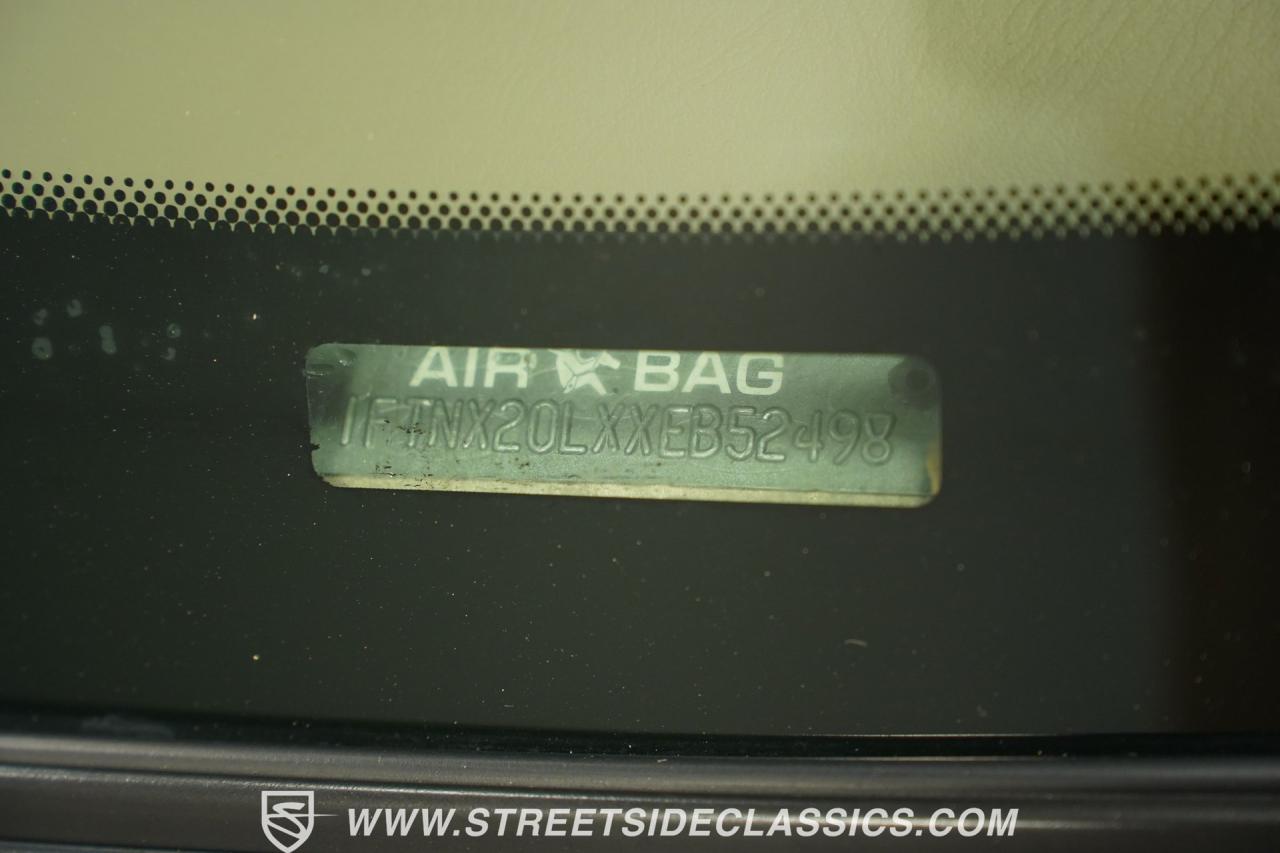 AIR BAG
1FTNX20LXXEB52498
WWW.STREETSIDECLASSICS.COM